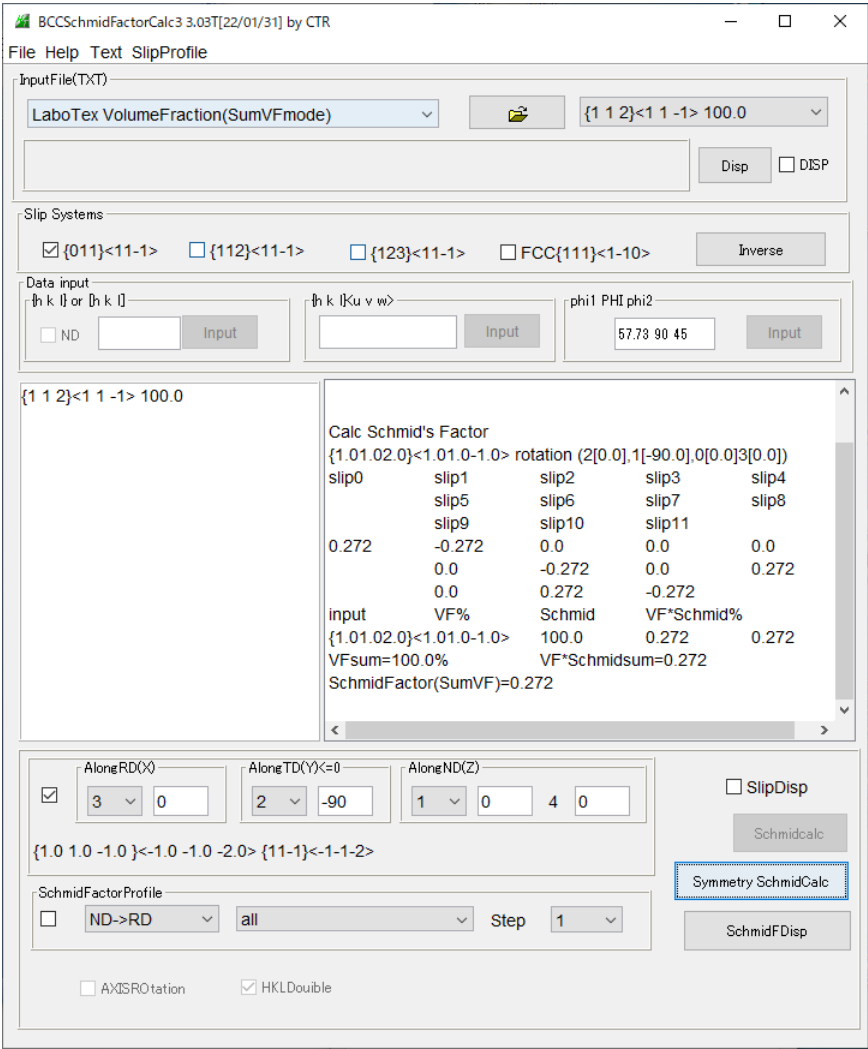 BCCSchmidFactorCalc3 3.03T[22/01/31] by CTR
File Help Text SlipProfile
InputFile(TXT)
LaboTex VolumeFraction(SumVFmode) {1 1 2}<1 1 -1> 100.0
Disp DISP
Slip Systems
{011}<11-1> {112}<11-1> {123}<11-1> FCC{111}<1-10> Inverse
Data input
{h k l} or [h k l] {h k l}<u v w> phi1 PHI phi2
ND Input Input 57.73 90 45 Input
{1 1 2}<1 1 -1> 100.0
Calc Schmid's Factor
{1.01.02.0}<1.01.0-1.0> rotation (2[0.0],1[-90.0],0[0.0]3[0.0])
slip0 slip1 slip2 slip3 slip4
slip5 slip6 slip7 slip8
slip9 slip10 slip11
0.272 -0.272 0.0 0.0 0.0
0.0 -0.272 0.0 0.272
0.0 0.272 -0.272
input VF% Schmid VF*Schmid%
{1.01.02.0}<1.01.0-1.0> 100.0 0.272 0.272
VFsum=100.0% VF*Schmidsum=0.272
SchmidFactor(SumVF)=0.272
AlongRD(X) AlongTD(Y)<=0 AlongND(Z)
3 0 2 -90 1 0 4 0
{1.0 1.0 -1.0 }<-1.0 -1.0 -2.0> {11-1}<-1-1-2>
SlipDisp
Schmidcalc
Symmetry SchmidCalc
SchmidFactorProfile
ND->RD all Step 1
SchmidFDisp
AXISROtation HKLDouible